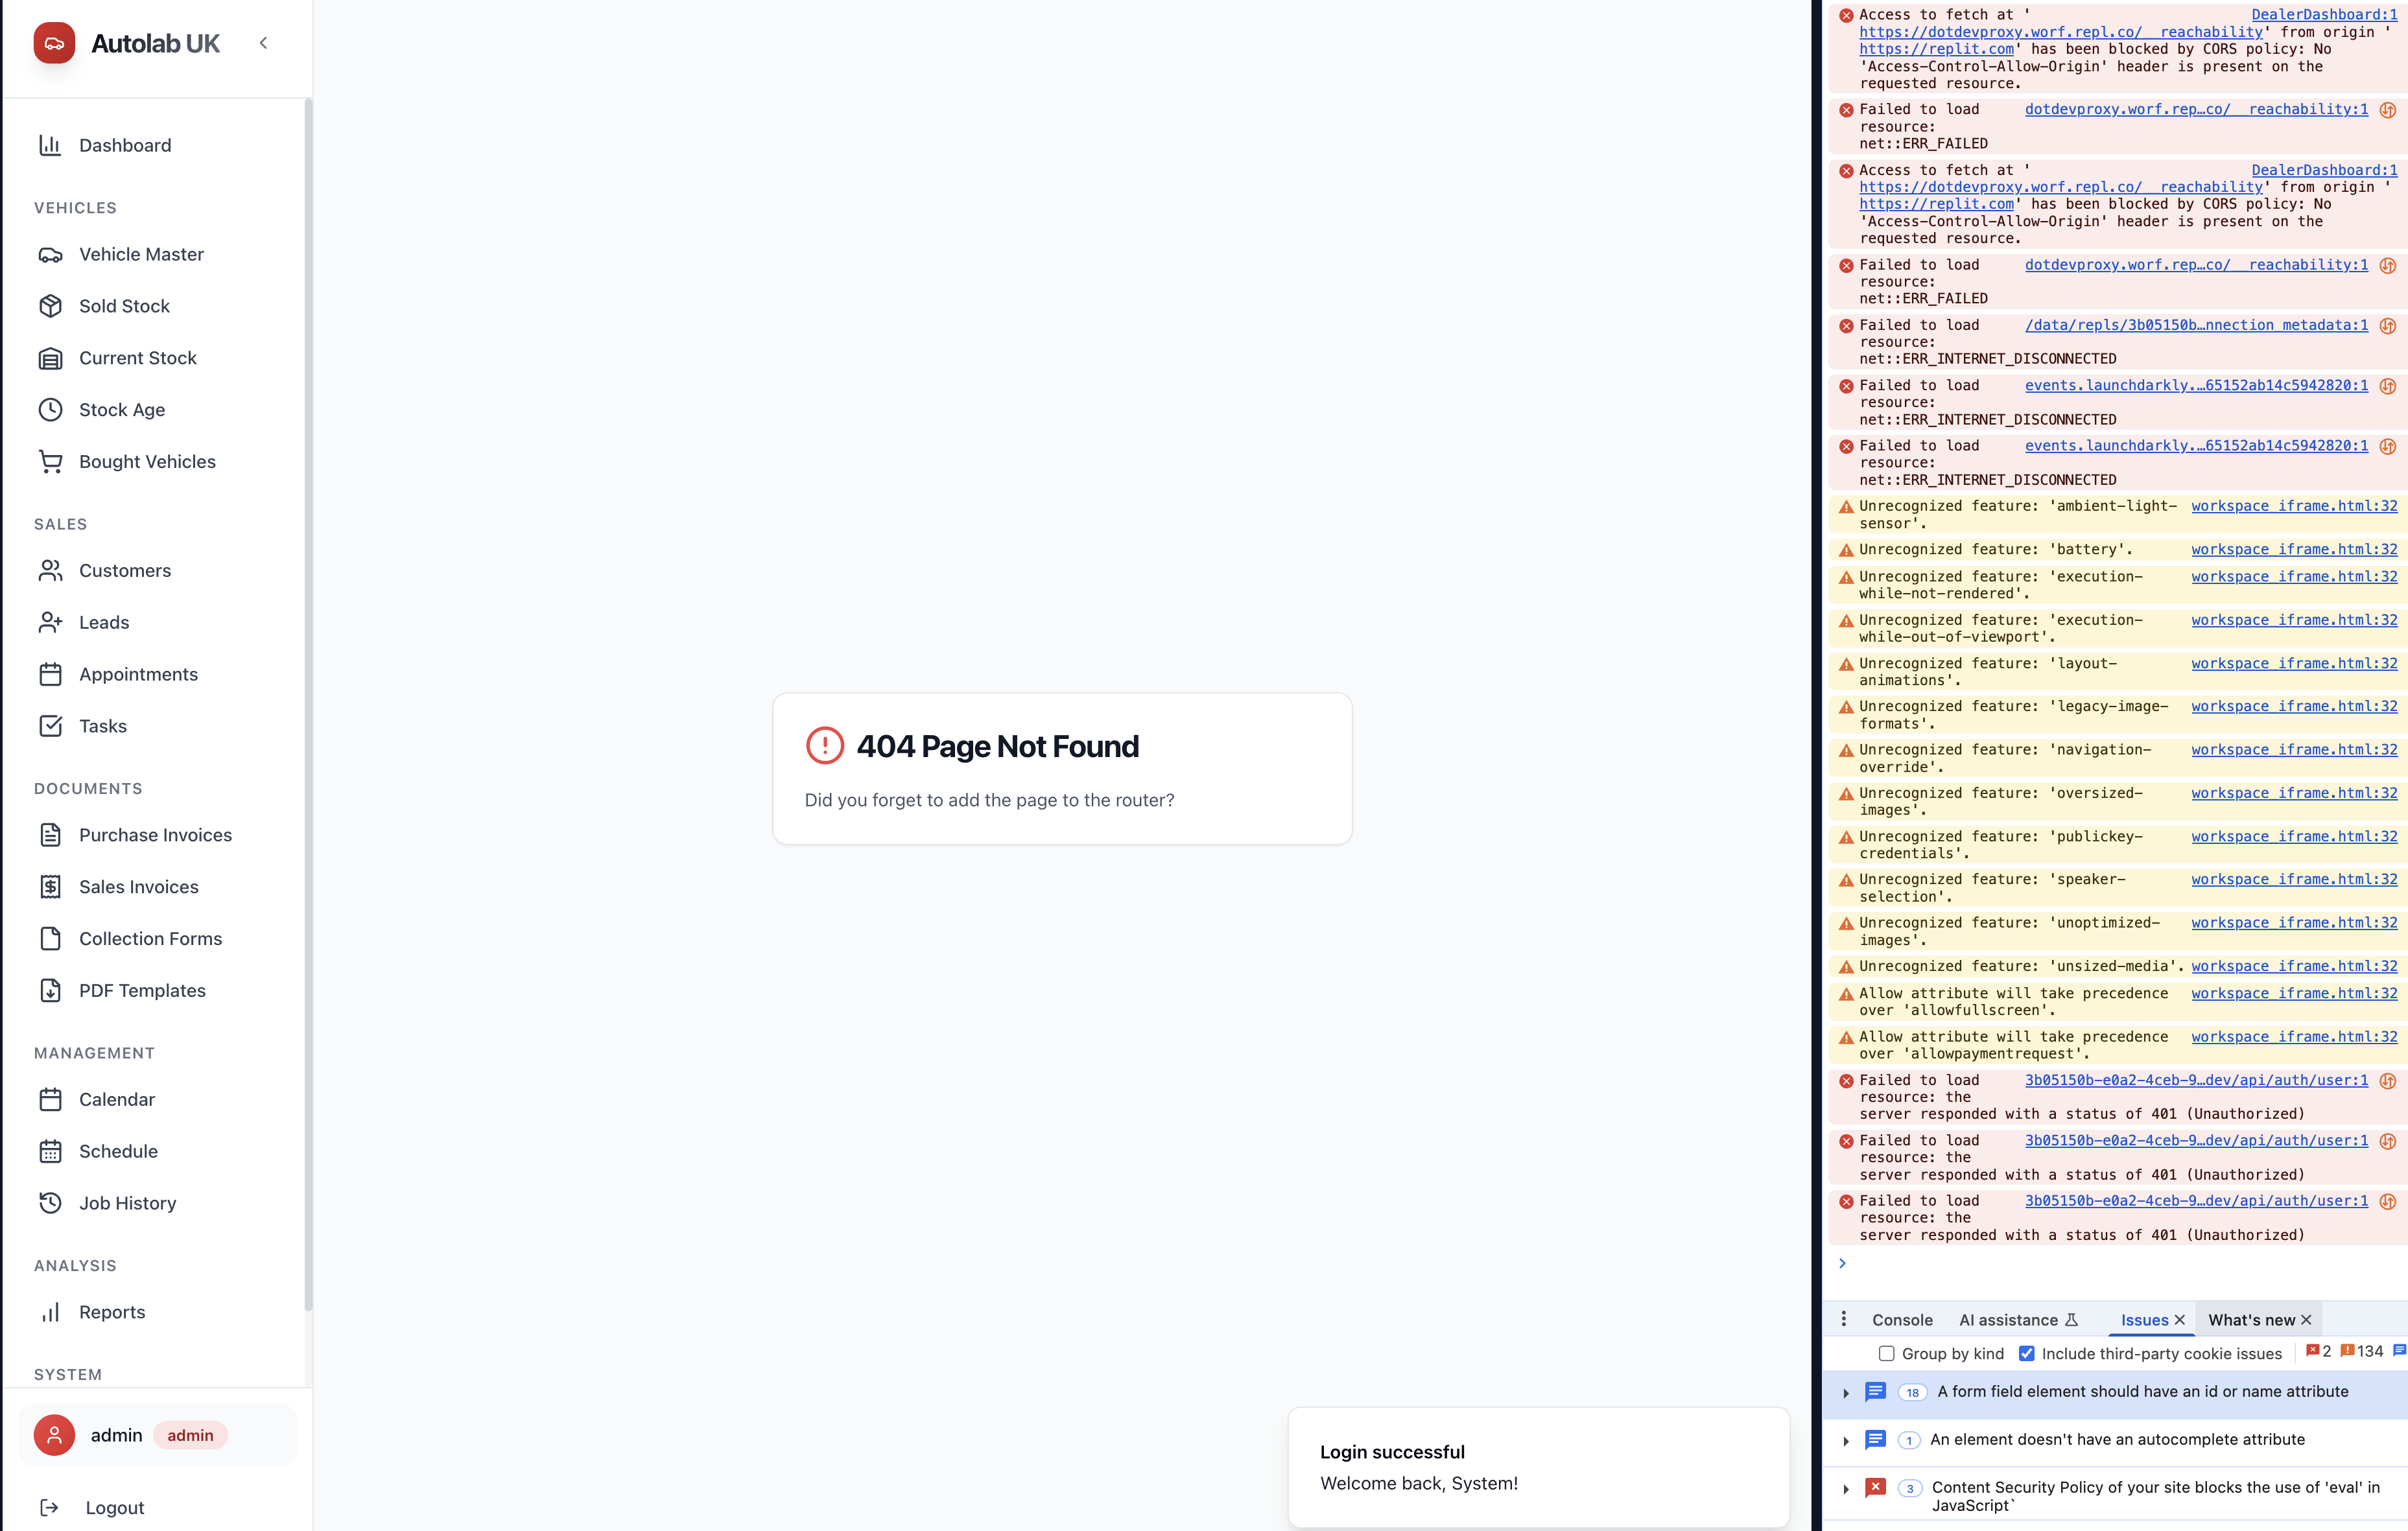 Autolab UK
Dashboard
VEHICLES
Vehicle Master
Sold Stock
Current Stock
Stock Age
Bought Vehicles
SALES
Customers
Leads
Appointments
Tasks
DOCUMENTS
Purchase Invoices
Sales Invoices
Collection Forms
PDF Templates
MANAGEMENT
Calendar
Schedule
Job History
ANALYSIS
Reports
SYSTEM
admin admin
Logout
404 Page Not Found
Did you forget to add the page to the router?
Login successful
Welcome back, System!
Access to fetch at ' DealerDashboard:1
https://dotdevproxy.worf.repl.co/__reachability' from origin '
https://replit.com' has been blocked by CORS policy: No
'Access-Control-Allow-Origin' header is present on the
requested resource.
Failed to load dotdevproxy.worf.rep…co/__reachability:1
resource:
net::ERR_FAILED
Access to fetch at ' DealerDashboard:1
https://dotdevproxy.worf.repl.co/__reachability' from origin '
https://replit.com' has been blocked by CORS policy: No
'Access-Control-Allow-Origin' header is present on the
requested resource.
Failed to load dotdevproxy.worf.rep…co/__reachability:1
resource:
net::ERR_FAILED
Failed to load /data/repls/3b05150b…nnection_metadata:1
resource:
net::ERR_INTERNET_DISCONNECTED
Failed to load events.launchdarkly.…65152ab14c5942820:1
resource:
net::ERR_INTERNET_DISCONNECTED
Failed to load events.launchdarkly.…65152ab14c5942820:1
resource:
net::ERR_INTERNET_DISCONNECTED
Unrecognized feature: 'ambient-light- workspace_iframe.html:32
sensor'.
Unrecognized feature: 'battery'. workspace_iframe.html:32
Unrecognized feature: 'execution- workspace_iframe.html:32
while-not-rendered'.
Unrecognized feature: 'execution- workspace_iframe.html:32
while-out-of-viewport'.
Unrecognized feature: 'layout- workspace_iframe.html:32
animations'.
Unrecognized feature: 'legacy-image- workspace_iframe.html:32
formats'.
Unrecognized feature: 'navigation- workspace_iframe.html:32
override'.
Unrecognized feature: 'oversized- workspace_iframe.html:32
images'.
Unrecognized feature: 'publickey- workspace_iframe.html:32
credentials'.
Unrecognized feature: 'speaker- workspace_iframe.html:32
selection'.
Unrecognized feature: 'unoptimized- workspace_iframe.html:32
images'.
Unrecognized feature: 'unsized-media'. workspace_iframe.html:32
Allow attribute will take precedence workspace_iframe.html:32
over 'allowfullscreen'.
Allow attribute will take precedence workspace_iframe.html:32
over 'allowpaymentrequest'.
Failed to load 3b05150b-e0a2-4ceb-9…dev/api/auth/user:1
resource: the
server responded with a status of 401 (Unauthorized)
Failed to load 3b05150b-e0a2-4ceb-9…dev/api/auth/user:1
resource: the
server responded with a status of 401 (Unauthorized)
Failed to load 3b05150b-e0a2-4ceb-9…dev/api/auth/user:1
resource: the
server responded with a status of 401 (Unauthorized)
Console AI assistance Issues What's new
Group by kind Include third-party cookie issues 2 134
18 A form field element should have an id or name attribute
1 An element doesn't have an autocomplete attribute
3 Content Security Policy of your site blocks the use of 'eval' in
JavaScript`